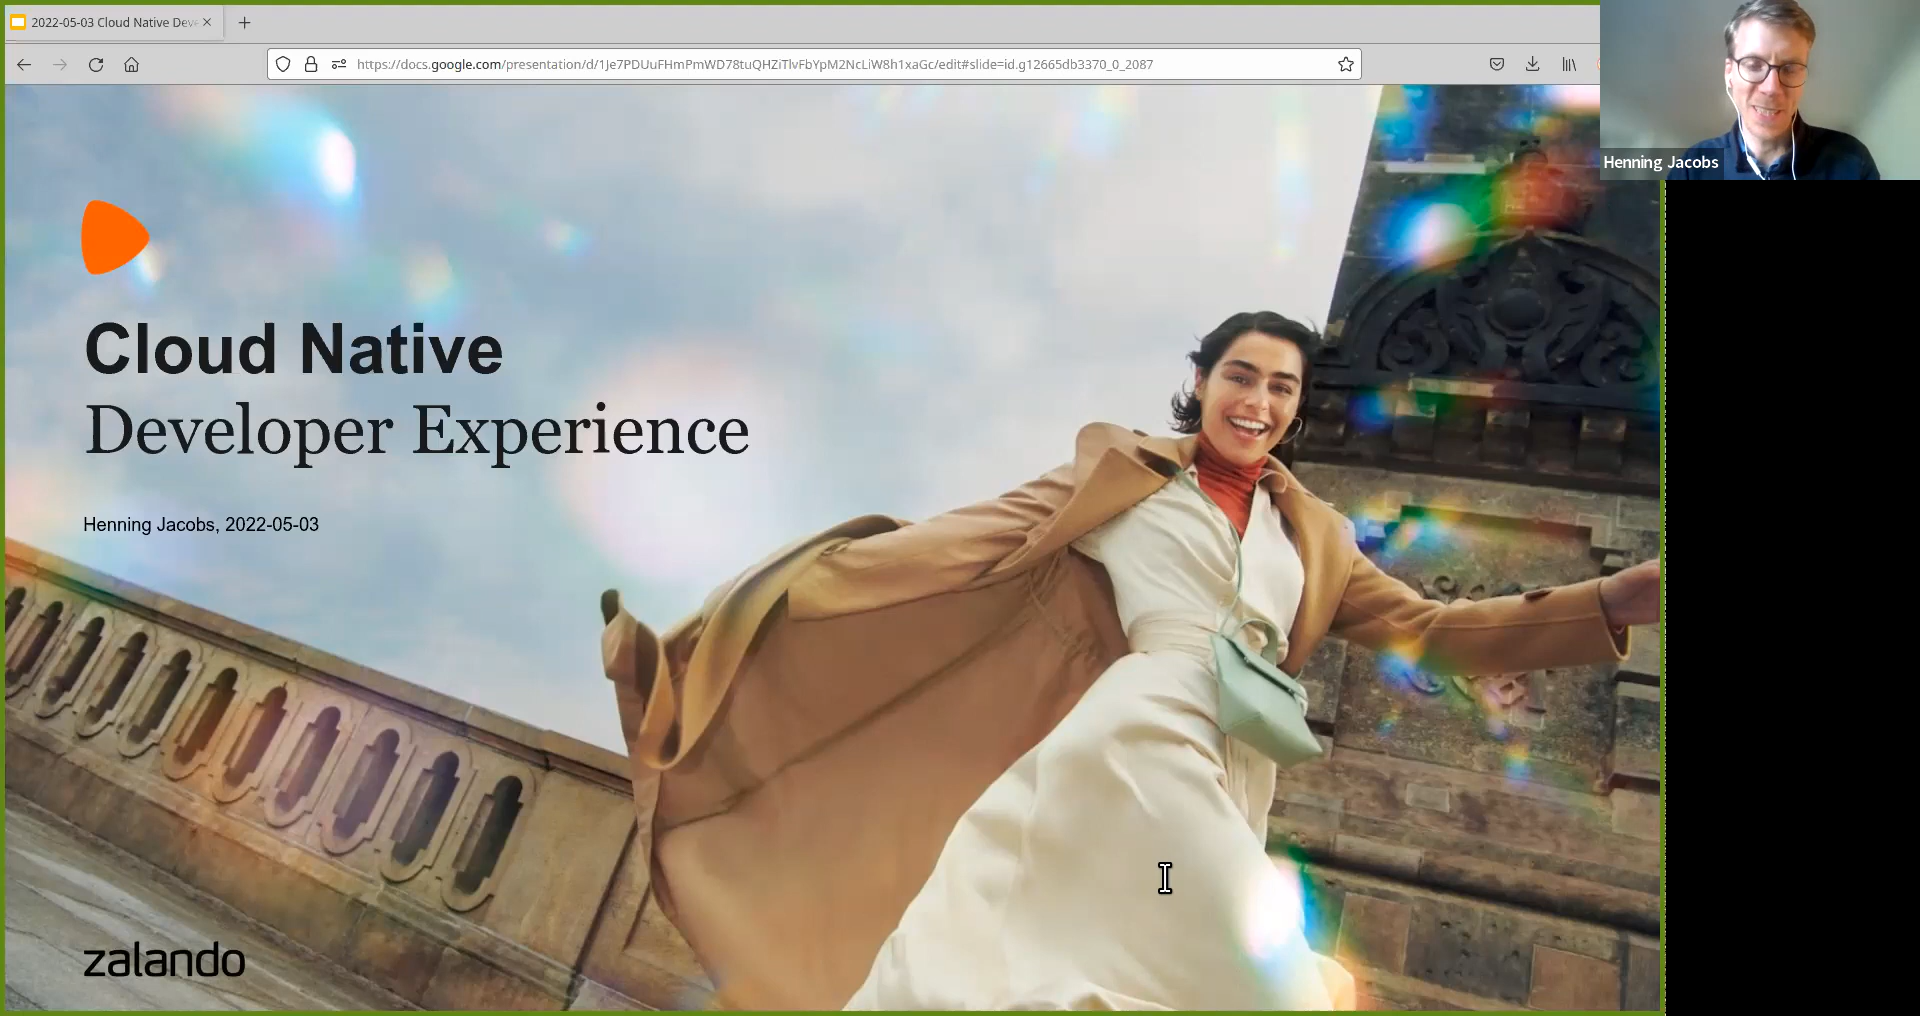 2022-05-03 Cloud Native Dev
https://docs.google.com/presentation/d/1Je7PDUuFHmPmWD78tuQHZiTlvFbYpM2NcLiW8h1xaGc/edit#slide=id.g12665db3370_0_2087
Henning Jacobs
Cloud Native
Developer Experience
Henning Jacobs, 2022-05-03
zalando